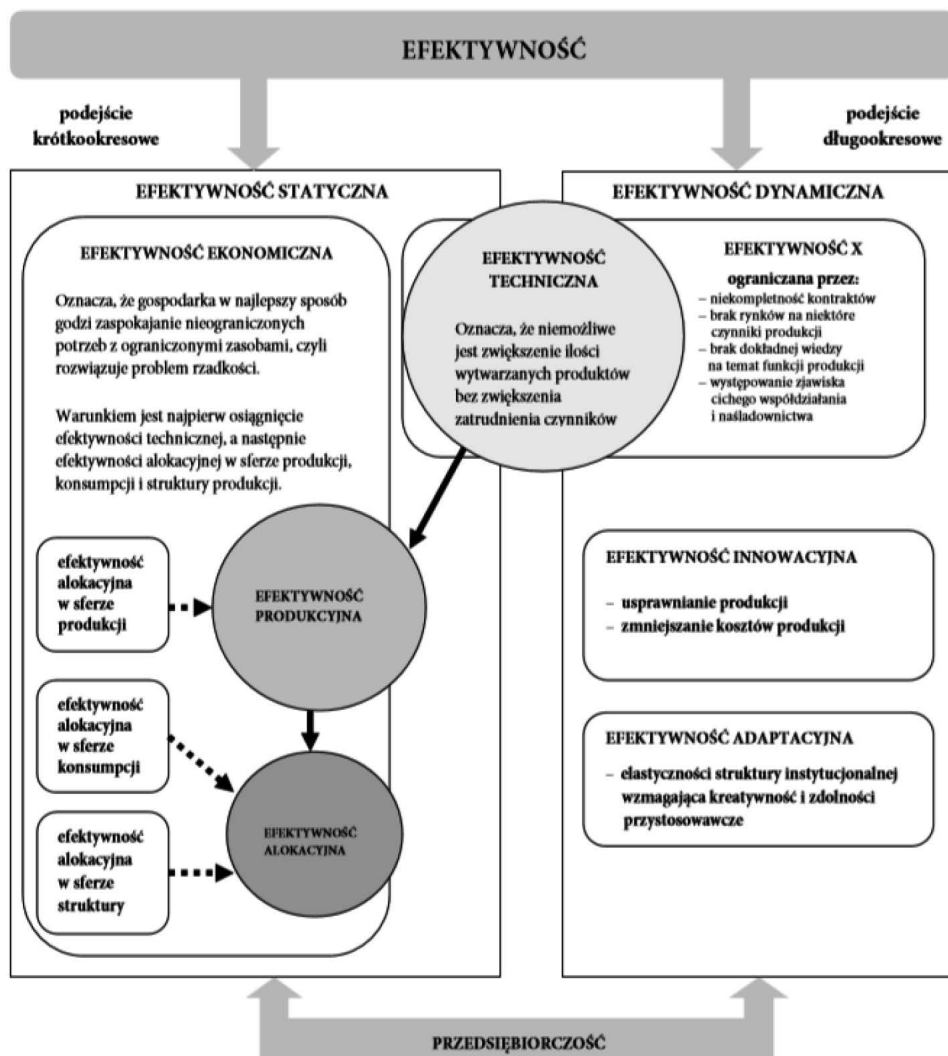 EFEKTYWNOŚĆ
podejście
krótkookresowe
podejście
długookresowe
EFEKTYWNOŚĆ STATYCZNA
EFEKTYWNOŚĆ EKONOMICZNA
Oznacza, że gospodarka w najlepszy sposób
godzi zaspokajanie nieograniczonych
potrzeb z ograniczonymi zasobami, czyli
rozwiązuje problem rzadkości.
Warunkiem jest najpierw osiągnięcie
efektywności technicznej, a następnie
efektywności alokacyjnej w sferze produkcji,
konsumpcji i struktury produkcji.
EFEKTYWNOŚĆ
TECHNICZNA
Oznacza, że niemożliwe
jest zwiększenie ilości
wytwarzanych produktów
bez zwiększenia
zatrudnienia czynników
EFEKTYWNOŚĆ DYNAMICZNA
EFEKTYWNOŚĆ X
ograniczana przez:
– niekompletność kontraktów
– brak rynków na niektóre
czynniki produkcji
– brak dokładnej wiedzy
na temat funkcji produkcji
– występowanie zjawiska
cichego współdziałania
i naśladownictwa
efektywność
alokacyjna
w sferze
produkcji
EFEKTYWNOŚĆ
PRODUKCYJNA
efektywność
alokacyjna
w sferze
konsumpcji
efektywność
alokacyjna
w sferze
struktury
EFEKTYWNOŚĆ
ALOKACYJNA
EFEKTYWNOŚĆ INNOWACYJNA
– usprawnianie produkcji
– zmniejszanie kosztów produkcji
EFEKTYWNOŚĆ ADAPTACYJNA
– elastyczności struktury instytucjonalnej
wzmagająca kreatywność i zdolności
przystosowawcze
PRZEDSIĘBIORCZOŚĆ